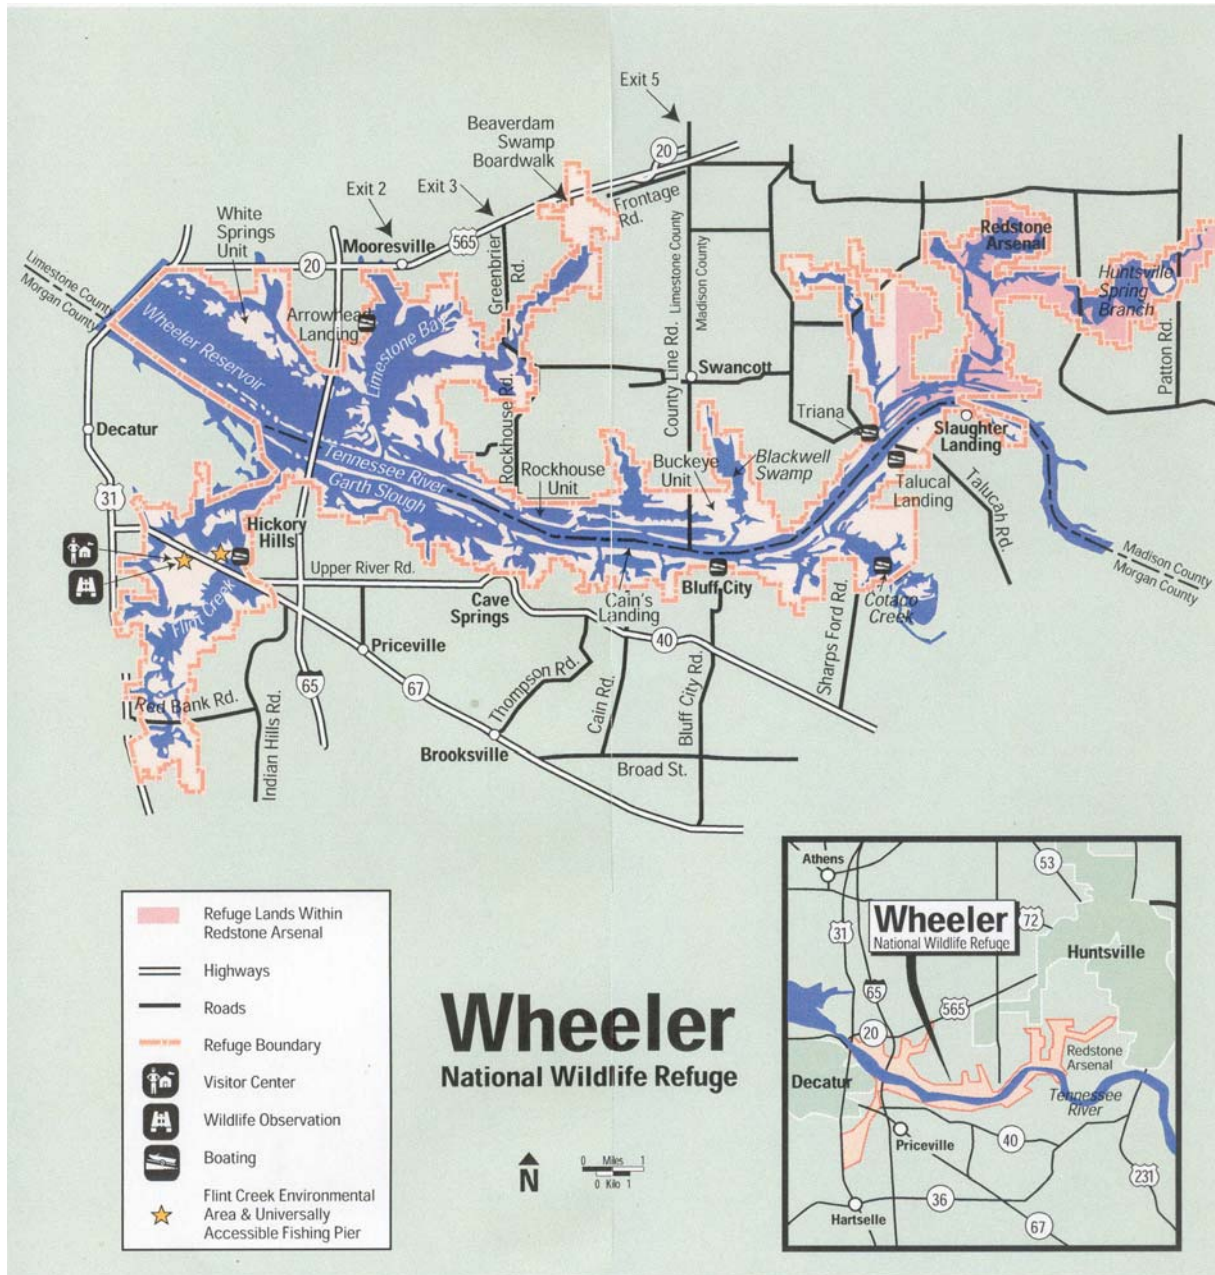 Exit 5
Beaverdam
Swamp
Boardwalk
20
Exit 2
Exit 3
Frontage
Rd.
White
Springs
Unit
Mooresville
565
Redstone
Arsenal
Limestone County
Morgan County
20
Greenbrier
Rd.
Limestone County
Madison County
Huntsville
Spring
Branch
Arrowhead
Landing
Limestone Bay
Wheeler Reservoir
County Line Rd.
Swancott
Patton Rd.
Rockhouse Rd.
Decatur
Triana
Slaughter
Landing
Tennessee River
Garth Slough
Rockhouse
Unit
Buckeye
Unit
Blackwell
Swamp
Talucal
Landing
Talucah Rd.
31
Hickory
Hills
Madison County
Morgan County
Upper River Rd.
Flint Creek
Cave
Springs
Cain's
Landing
Bluff City
Cotaco
Creek
Sharps Ford Rd.
40
Priceville
65
67
Thompson Rd.
Cain Rd.
Bluff City Rd.
Red Bank Rd.
Indian Hills Rd.
Brooksville
Broad St.
Refuge Lands Within
Redstone Arsenal
Highways
Roads
Refuge Boundary
Visitor Center
Wildlife Observation
Boating
Flint Creek Environmental
Area & Universally
Accessible Fishing Pier
Wheeler
National Wildlife Refuge
N
0 Miles 1
0 Kilo 1
Athens
53
Wheeler
National Wildlife Refuge
31
72
Huntsville
65
565
20
Redstone
Arsenal
Decatur
Tennessee
River
Priceville
40
231
36
Hartselle
67